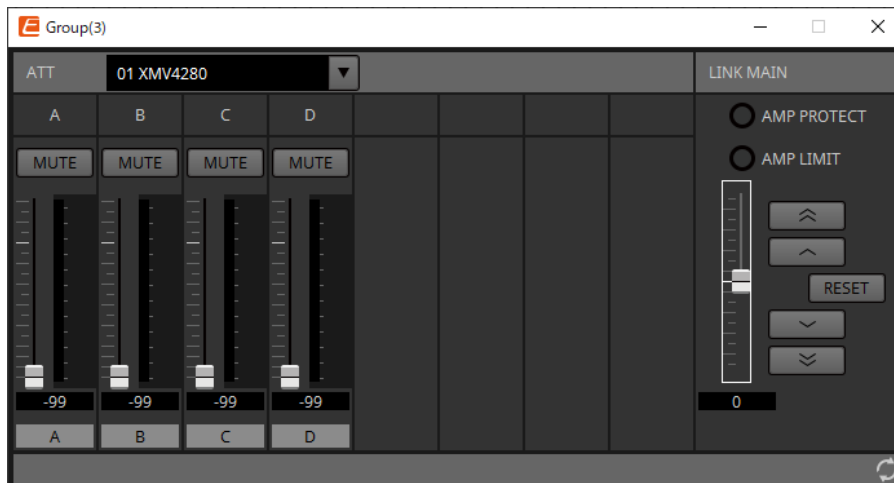 Group(3)
ATT 01 XMV4280 LINK MAIN
A B C D AMP PROTECT
MUTE MUTE MUTE MUTE AMP LIMIT
RESET
-99 -99 -99 -99 0
A B C D